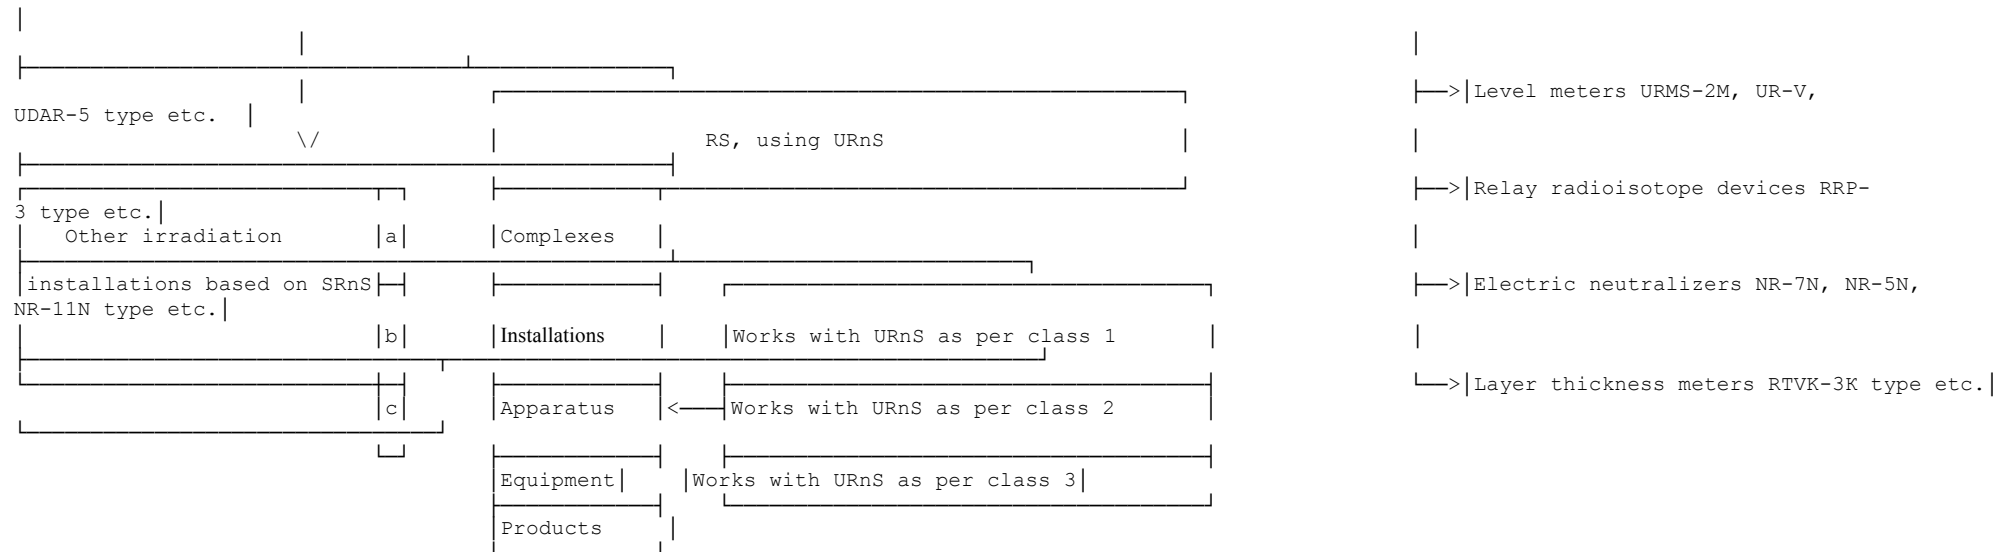 Level meters URMS-2M, UR-V,
UDAR-5 type etc.
RS, using URnS
Relay radioisotope devices RRP-
3 type etc.
Other irradiation a Complexes
installations based on SRnS Electric neutralizers NR-7N, NR-5N,
NR-11N type etc.
b Installations Works with URnS as per class 1
Layer thickness meters RTVK-3K type etc.
c Apparatus Works with URnS as per class 2
Equipment Works with URnS as per class 3
Products